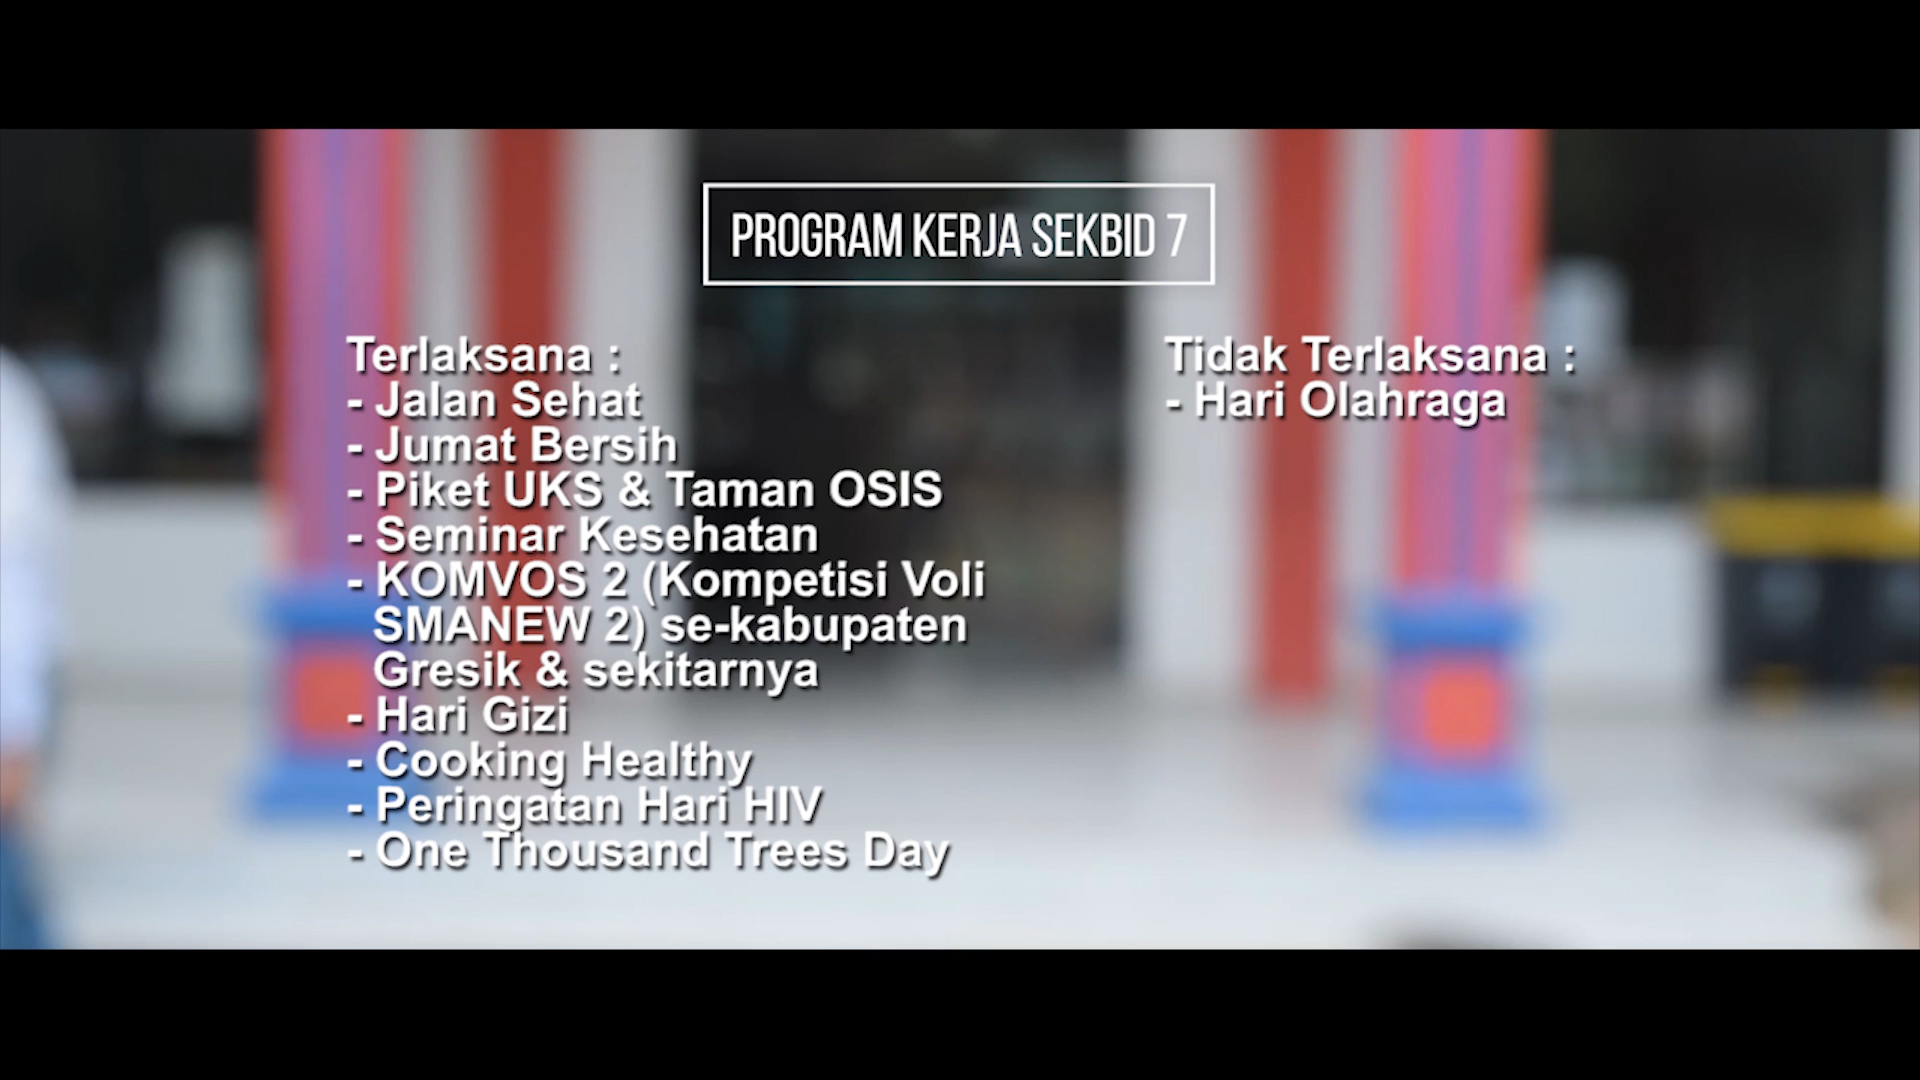 PROGRAM KERJA SEKBID 7
Terlaksana :
- Jalan Sehat
- Jumat Bersih
- Piket UKS & Taman OSIS
- Seminar Kesehatan
- KOMVOS 2 (Kompetisi Voli
SMANEW 2) se-kabupaten
Gresik & sekitarnya
- Hari Gizi
- Cooking Healthy
- Peringatan Hari HIV
- One Thousand Trees Day
Tidak Terlaksana :
- Hari Olahraga